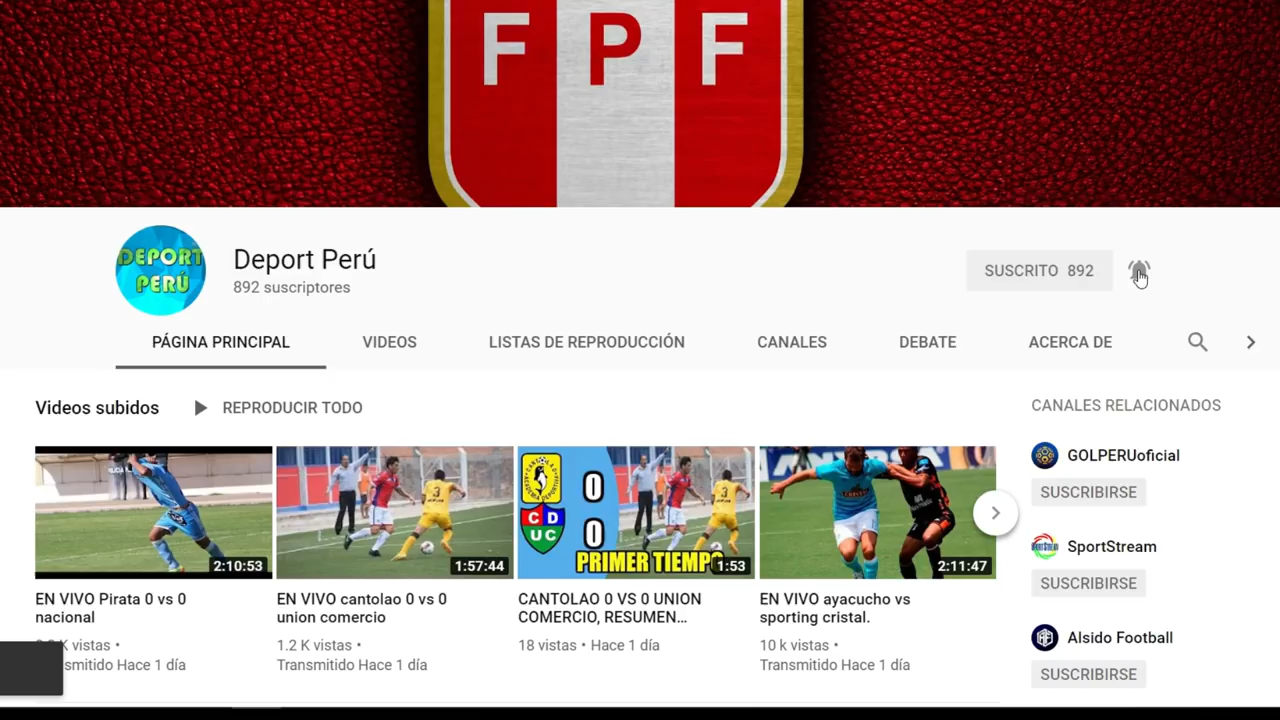 F P F
DEPORT
PERÚ
Deport Perú
892 suscriptores
SUSCRITO 892
PÁGINA PRINCIPAL
VIDEOS
LISTAS DE REPRODUCCIÓN
CANALES
DEBATE
ACERCA DE
Videos subidos
REPRODUCIR TODO
CANALES RELACIONADOS
2:10:53
EN VIVO Pirata 0 vs 0
nacional
K vistas •
Hace 1 día
3
1:57:44
EN VIVO cantolao 0 vs 0
union comercio
1.2 K vistas •
Transmitido Hace 1 día
CD
UC
0
0
3
PRIMER TIEMPO
1:53
CANTOLAO 0 VS 0 UNION
COMERCIO, RESUMEN...
18 vistas • Hace 1 día
2:11:47
EN VIVO ayacucho vs
sporting cristal.
10 k vistas •
Transmitido Hace 1 día
GOLPERUoficial
SUSCRIBIRSE
SportStream
SUSCRIBIRSE
Alsido Football
SUSCRIBIRSE